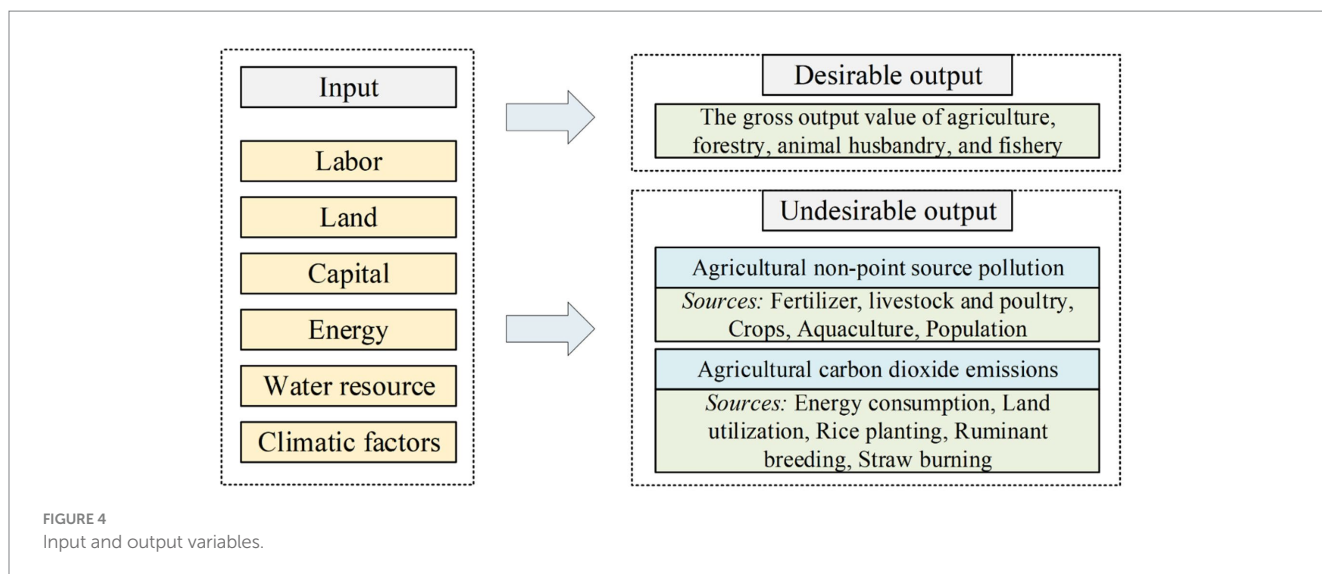 Input
Labor
Land
Capital
Energy
Water resource
Climatic factors
Desirable output
The gross output value of agriculture,
forestry, animal husbandry, and fishery
Undesirable output
Agricultural non-point source pollution
Sources: Fertilizer, livestock and poultry,
Crops, Aquaculture, Population
Agricultural carbon dioxide emissions
Sources: Energy consumption, Land
utilization, Rice planting, Ruminant
breeding, Straw burning
FIGURE 4
Input and output variables.